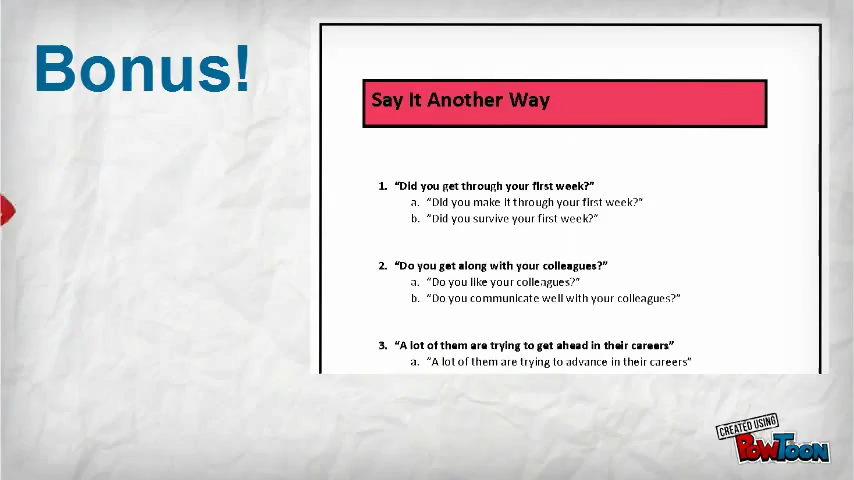 Bonus!
Say It Another Way
1. “Did you get through your first week?”
a. “Did you make it through your first week?”
b. “Did you survive your first week?”
2. “Do you get along with your colleagues?”
a. “Do you like your colleagues?”
b. “Do you communicate well with your colleagues?”
3. “A lot of them are trying to get ahead in their careers”
a. “A lot of them are trying to advance in their careers”
CREATED USING
POWTOON